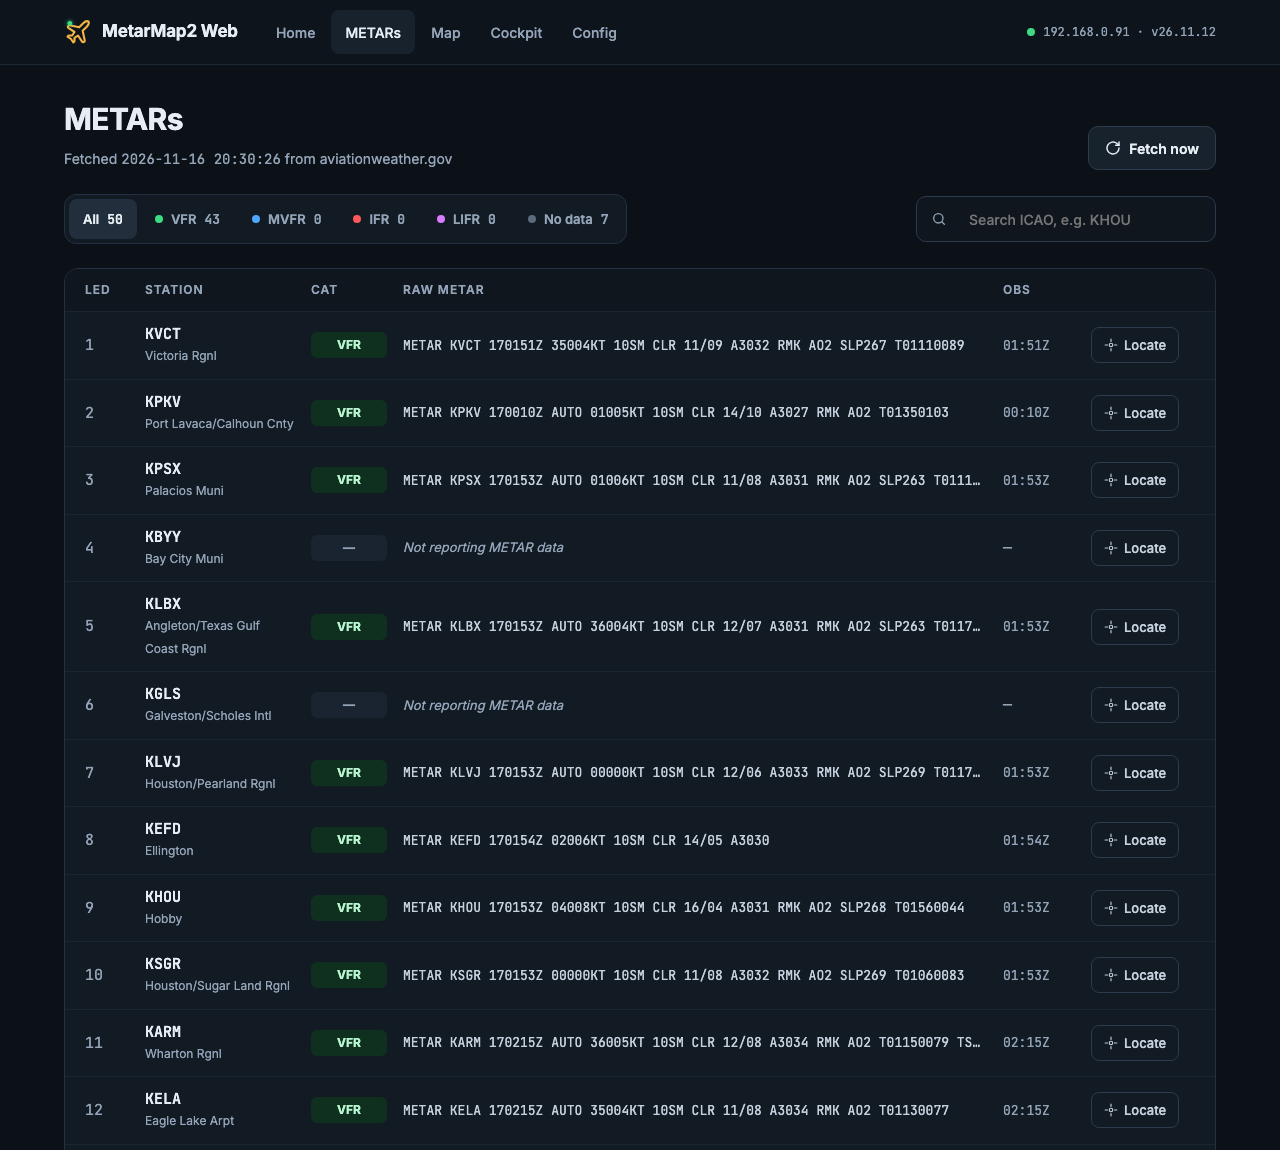 MetarMap2 Web
Home
METARs
Map
Cockpit
Config
192.168.0.91 · v26.11.12
METARs
Fetched 2026-11-16 20:30:26 from aviationweather.gov
Fetch now
All 50
VFR 43
MVFR 0
IFR 0
LIFR 0
No data 7
Search ICAO, e.g. KHOU
LED STATION CAT RAW METAR OBS
1 KVCT VFR METAR KVCT 170151Z 35004KT 10SM CLR 11/09 A3032 RMK AO2 SLP267 T01110089 01:51Z Locate
Victoria Rgnl
2 KPKV VFR METAR KPKV 170010Z AUTO 01005KT 10SM CLR 14/10 A3027 RMK AO2 T01350103 00:10Z Locate
Port Lavaca/Calhoun Cnty
3 KPSX VFR METAR KPSX 170153Z AUTO 01006KT 10SM CLR 11/08 A3031 RMK AO2 SLP263 T0111… 01:53Z Locate
Palacios Muni
4 KBYY — Not reporting METAR data — Locate
Bay City Muni
5 KLBX VFR METAR KLBX 170153Z AUTO 36004KT 10SM CLR 12/07 A3031 RMK AO2 SLP263 T0117… 01:53Z Locate
Angleton/Texas Gulf
Coast Rgnl
6 KGLS — Not reporting METAR data — Locate
Galveston/Scholes Intl
7 KLVJ VFR METAR KLVJ 170153Z AUTO 00000KT 10SM CLR 12/06 A3033 RMK AO2 SLP269 T0117… 01:53Z Locate
Houston/Pearland Rgnl
8 KEFD VFR METAR KEFD 170154Z 02006KT 10SM CLR 14/05 A3030 01:54Z Locate
Ellington
9 KHOU VFR METAR KHOU 170153Z 04008KT 10SM CLR 16/04 A3031 RMK AO2 SLP268 T01560044 01:53Z Locate
Hobby
10 KSGR VFR METAR KSGR 170153Z 00000KT 10SM CLR 11/08 A3032 RMK AO2 SLP269 T01060083 01:53Z Locate
Houston/Sugar Land Rgnl
11 KARM VFR METAR KARM 170215Z AUTO 36005KT 10SM CLR 12/08 A3034 RMK AO2 T01150079 TS… 02:15Z Locate
Wharton Rgnl
12 KELA VFR METAR KELA 170215Z AUTO 35004KT 10SM CLR 11/08 A3034 RMK AO2 T01130077 02:15Z Locate
Eagle Lake Arpt